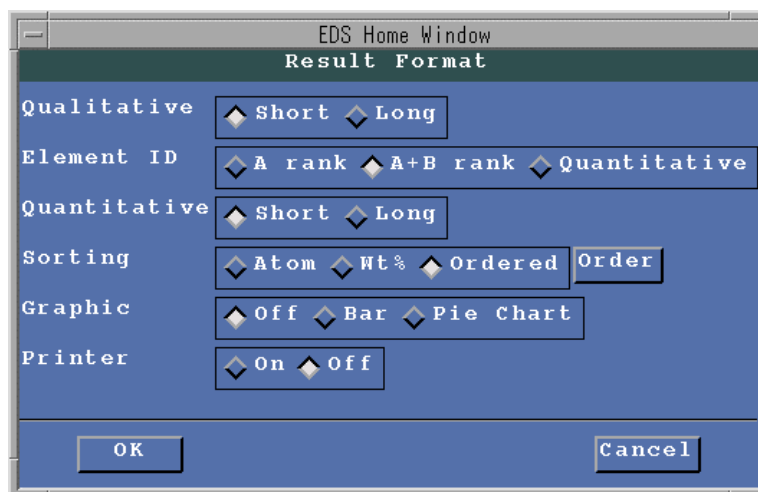 EDS Home Window
Result Format
Qualitative Short Long
Element ID A rank A+B rank Quantitative
Quantitative Short Long
Sorting Atom Wt% Ordered Order
Graphic Off Bar Pie Chart
Printer On Off
OK Cancel